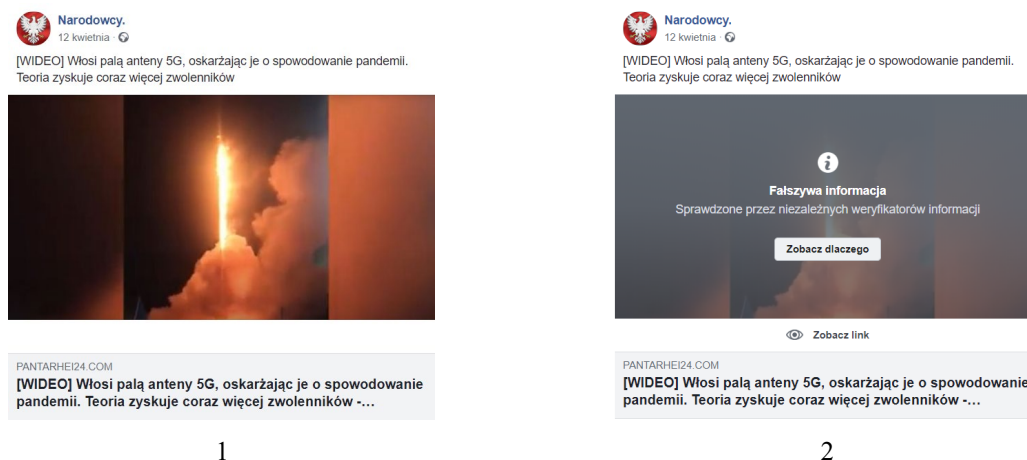 Narodowcy.
12 kwietnia
[WIDEO] Włosi palą anteny 5G, oskarżając je o spowodowanie pandemii.
Teoria zyskuje coraz więcej zwolenników
PANTARHEI24.COM
[WIDEO] Włosi palą anteny 5G, oskarżając je o spowodowanie
pandemii. Teoria zyskuje coraz więcej zwolenników -...
1
Narodowcy.
12 kwietnia
[WIDEO] Włosi palą anteny 5G, oskarżając je o spowodowanie pandemii.
Teoria zyskuje coraz więcej zwolenników
Fałszywa informacja
Sprawdzone przez niezależnych weryfikatorów informacji
Zobacz dlaczego
Zobacz link
PANTARHEI24.COM
[WIDEO] Włosi palą anteny 5G, oskarżając je o spowodowanie
pandemii. Teoria zyskuje coraz więcej zwolenników -...
2